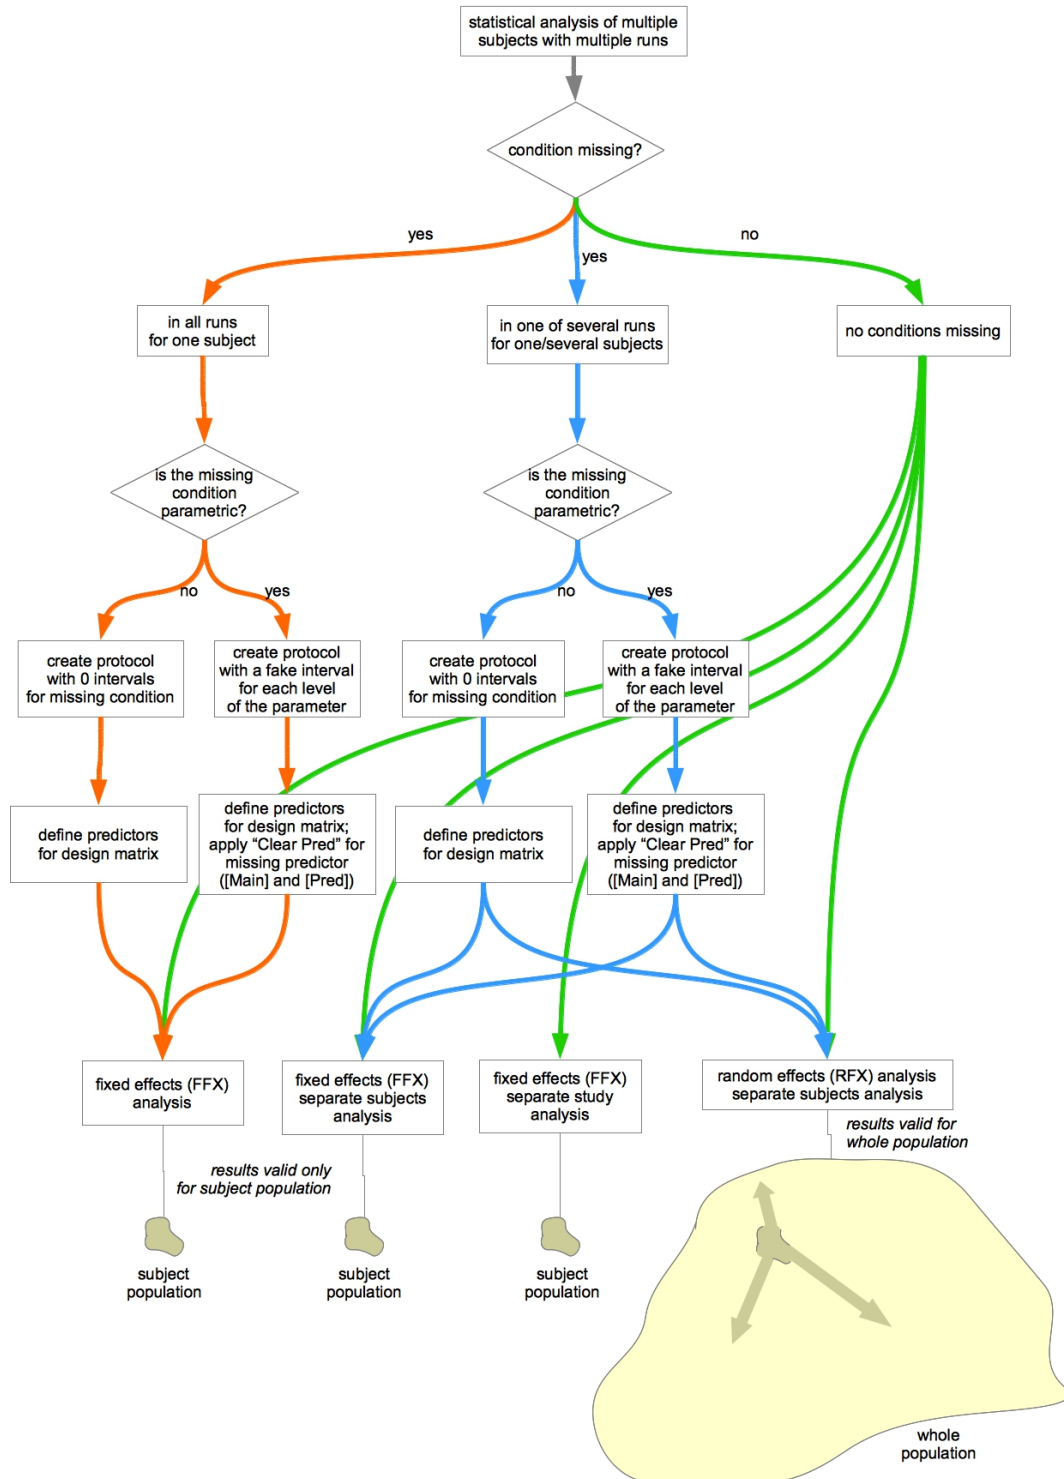 statistical analysis of multiple
subjects with multiple runs
condition missing?
yes
yes
no
in all runs
for one subject
in one of several runs
for one/several subjects
no conditions missing
is the missing
condition
parametric?
is the missing
condition
parametric?
no
yes
no
yes
create protocol
with 0 intervals
for missing condition
create protocol
with a fake interval
for each level
of the parameter
create protocol
with 0 intervals
for missing condition
create protocol
with a fake interval
for each level
of the parameter
define predictors
for design matrix
define predictors
for design matrix;
apply “Clear Pred” for
missing predictor
([Main] and [Pred])
define predictors
for design matrix
define predictors
for design matrix;
apply “Clear Pred” for
missing predictor
([Main] and [Pred])
fixed effects (FFX)
analysis
fixed effects (FFX)
separate subjects
analysis
fixed effects (FFX)
separate study
analysis
random effects (RFX) analysis
separate subjects analysis
results valid only
for subject population
results valid for
whole population
subject
population
subject
population
subject
population
whole
population